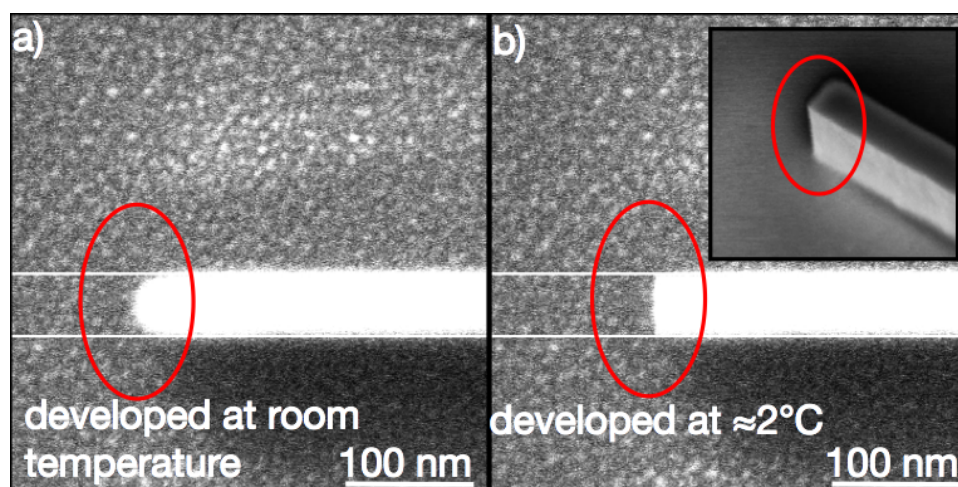 a)
developed at room
temperature
100 nm
b)
developed at ≈2°C
100 nm